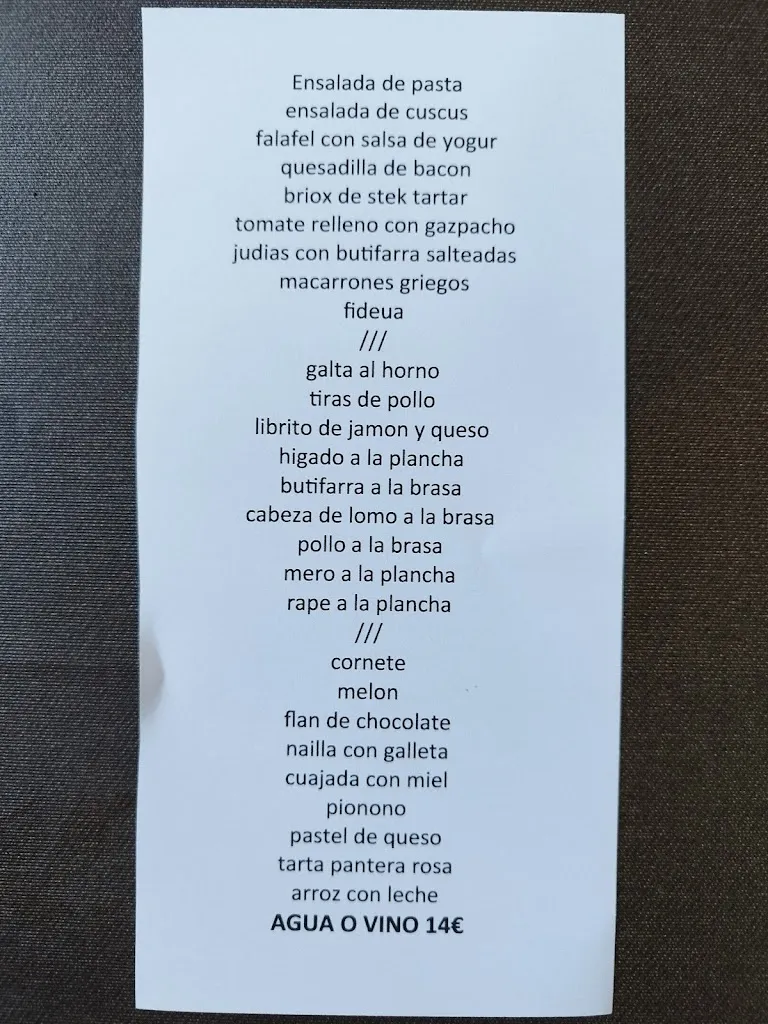 Ensalada de pasta
ensalada de cuscus
falafel con salsa de yogur
quesadilla de bacon
briox de stek tartar
tomate relleno con gazpacho
judias con butifarra salteadas
macarrones griegos
fideua
///
galta al horno
tiras de pollo
librito de jamon y queso
higado a la plancha
butifarra a la brasa
cabeza de lomo a la brasa
pollo a la brasa
mero a la plancha
rape a la plancha
///
cornete
melon
flan de chocolate
nailla con galleta
cuajada con miel
pionono
pastel de queso
tarta pantera rosa
arroz con leche
AGUA O VINO 14€